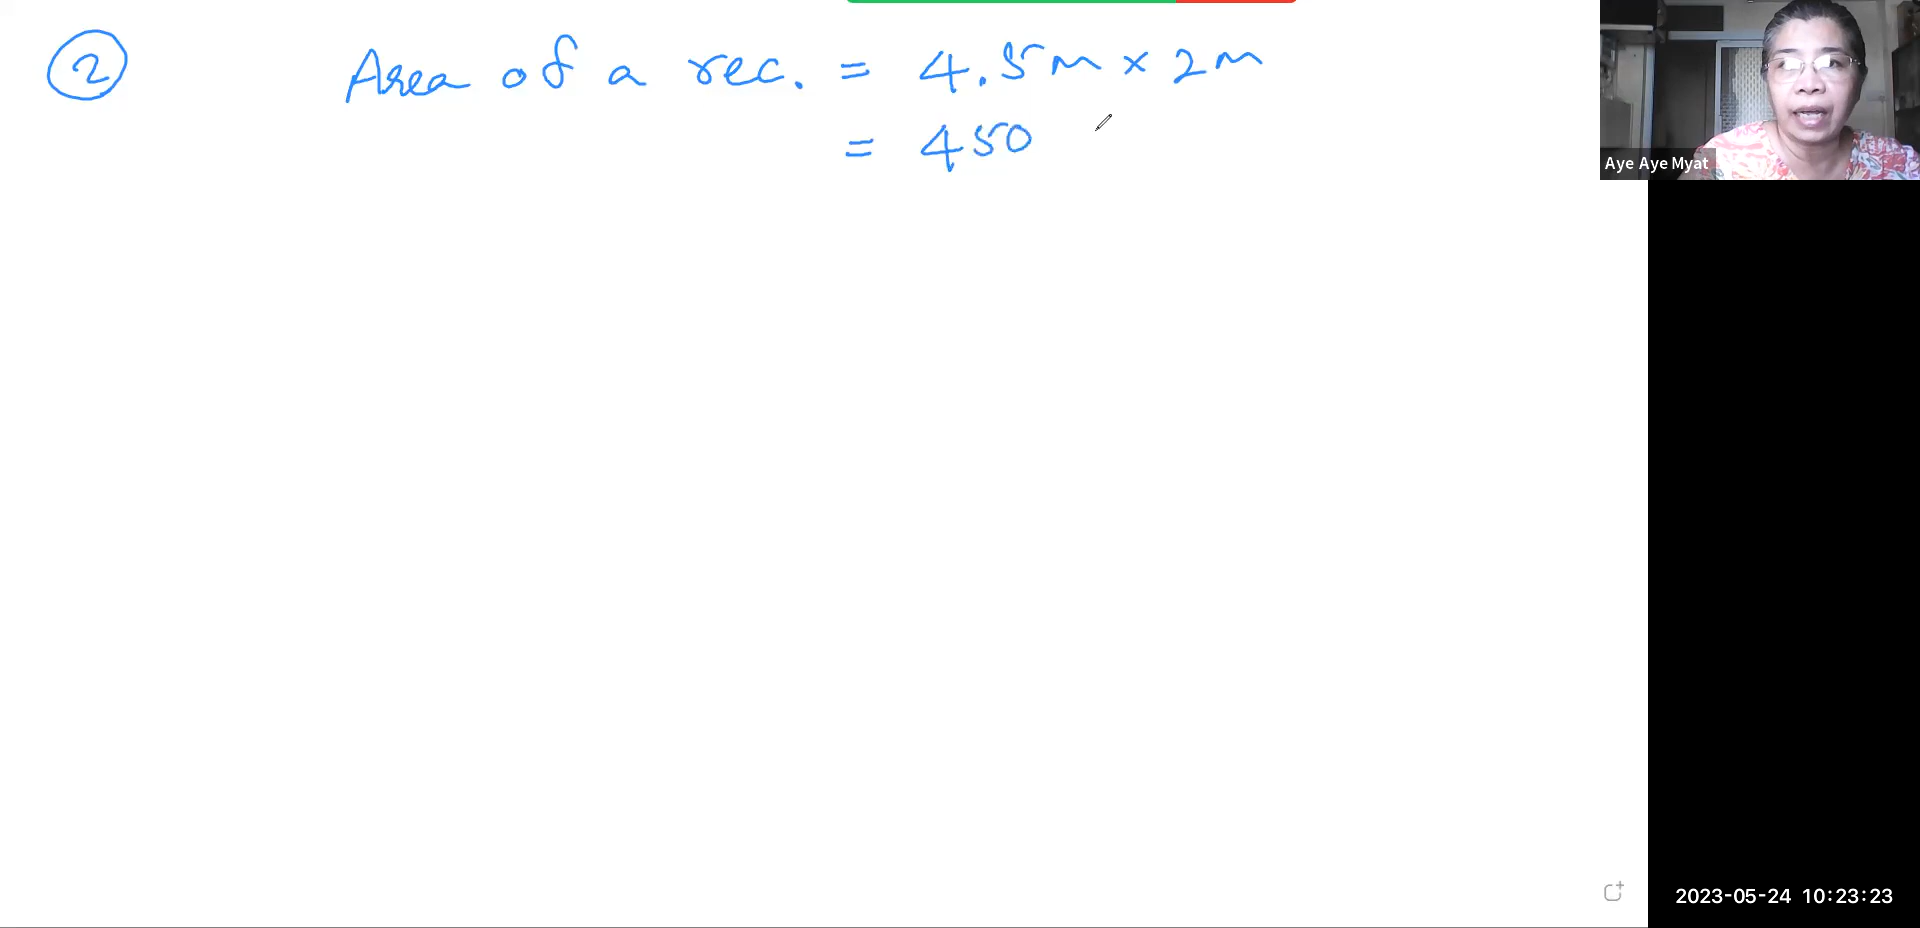 ② Area of a rec. = 4.5m × 2m
= 450
Aye Aye Myat
2023-05-24 10:23:23